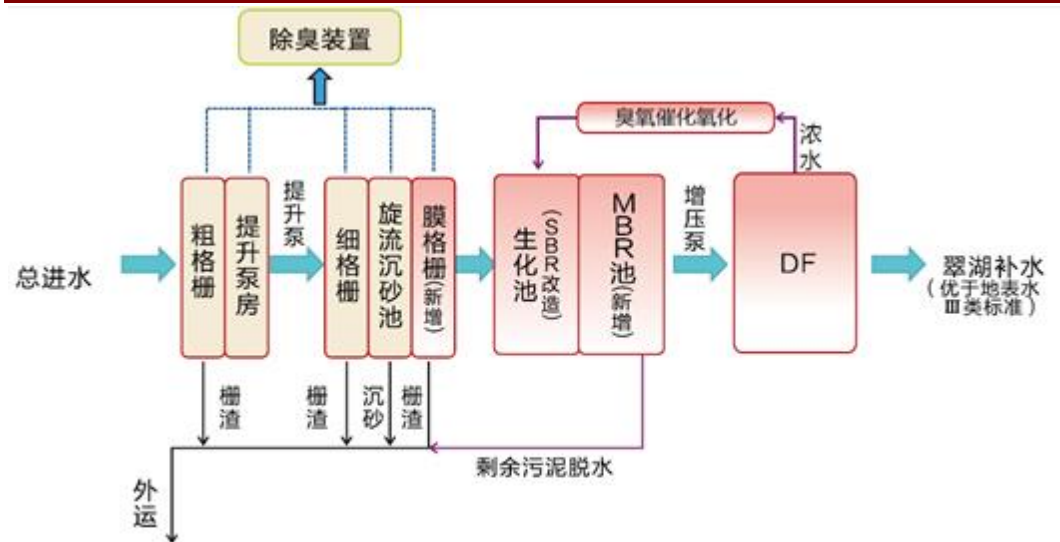 除臭装置
臭氧催化氧化
浓水
总进水
粗格栅
提升泵房
提升泵
细格栅
旋流沉砂池
膜格栅(新增)
生化池
(SBR改造)
MBR池(新增)
增压泵
DF
翠湖补水
(优于地表水
Ⅲ类标准)
栅渣
栅渣
沉砂
栅渣
剩余污泥脱水
外运